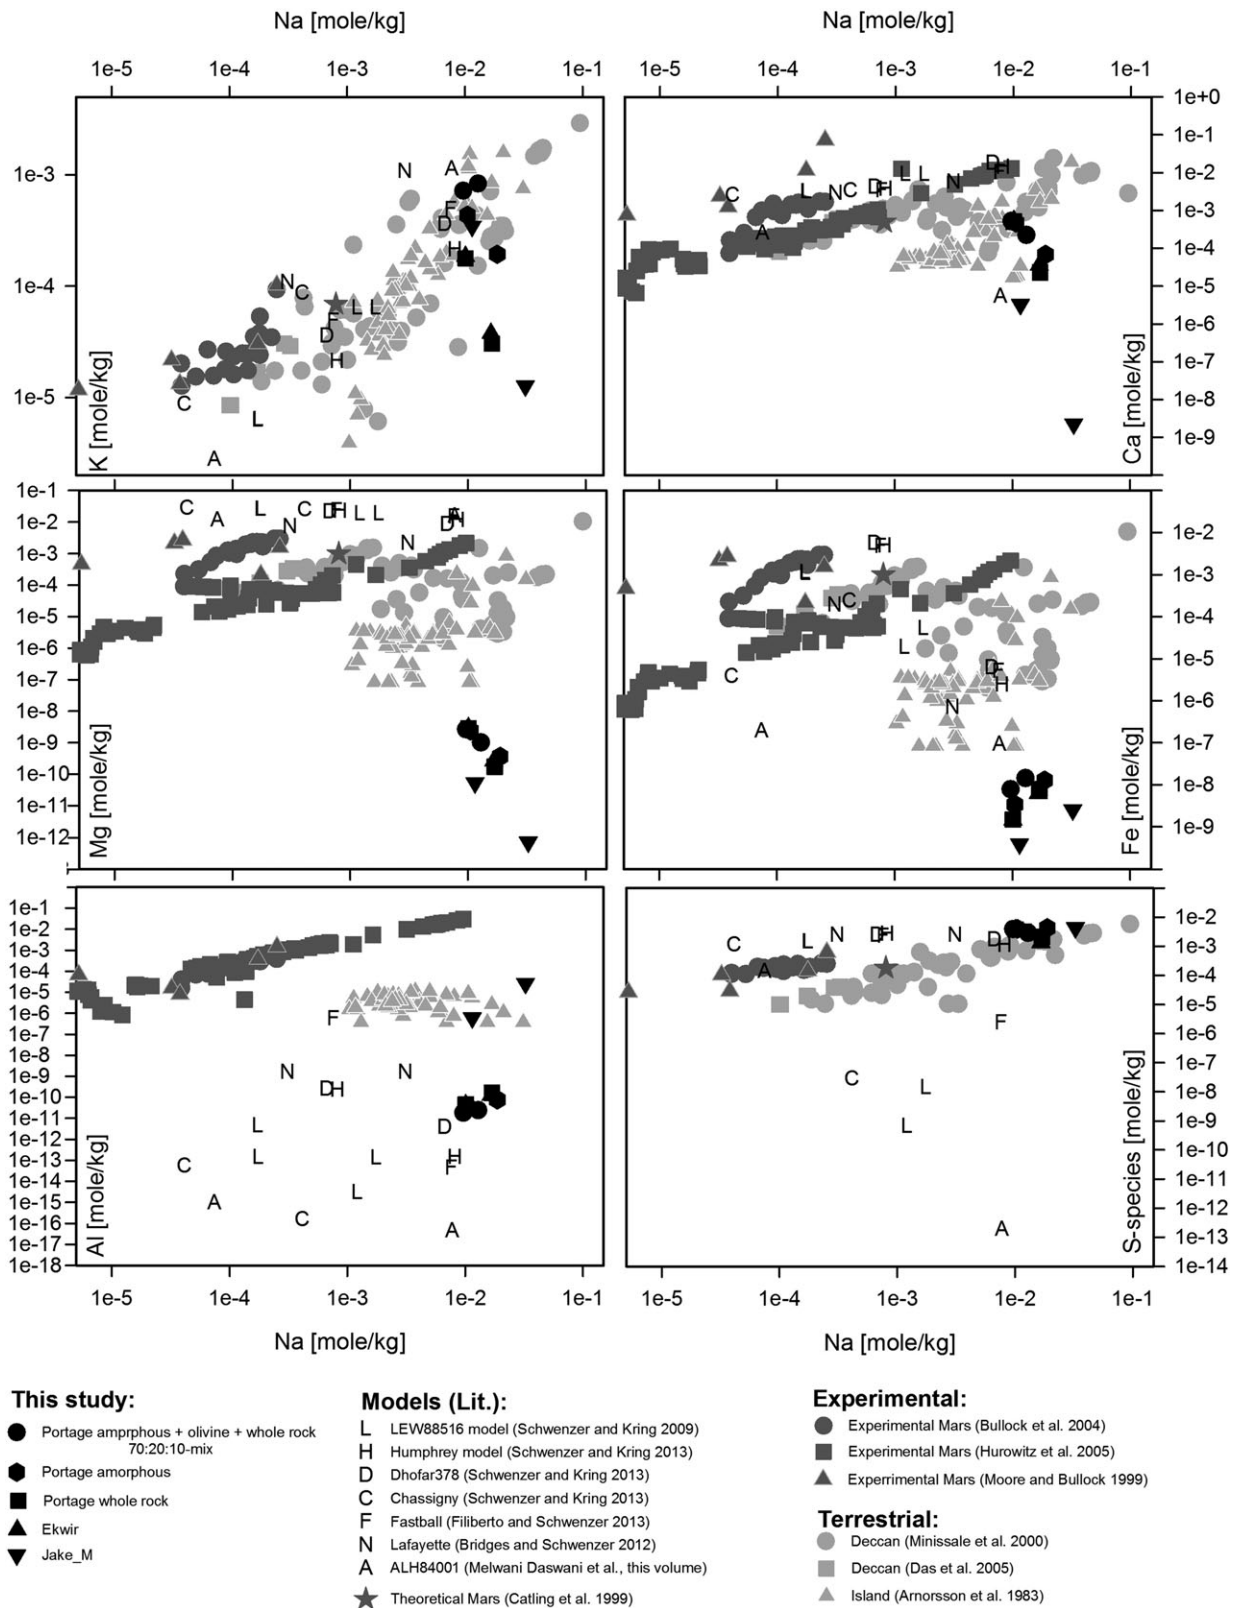 Na [mole/kg]
Na [mole/kg]
1e-5 1e-4 1e-3 1e-2 1e-1
1e-5 1e-4 1e-3 1e-2 1e-1
1e-3
1e-4
1e-5
K [mole/kg]
N A F D H N C F L L D H C L A
1e+0
1e-1
1e-2
1e-3
1e-4
1e-5
1e-6
1e-7
1e-8
1e-9
Ca [mole/kg]
C L N C D F H L L N D F H A A
1e-1
1e-2
1e-3
1e-4
1e-5
1e-6
1e-7
1e-8
1e-9
1e-10
1e-11
1e-12
Mg [mole/kg]
C A L N C D F H L L N D F A H
1e-2
1e-3
1e-4
1e-5
1e-6
1e-7
1e-8
1e-9
Fe [mole/kg]
D F H L N C L L C D F H N A A
1e-1
1e-2
1e-3
1e-4
1e-5
1e-6
1e-7
1e-8
1e-9
1e-10
1e-11
1e-12
1e-13
1e-14
1e-15
1e-16
1e-17
1e-18
Al [mole/kg]
F N N D H L D C L L H F A L C A
1e-2
1e-3
1e-4
1e-5
1e-6
1e-7
1e-8
1e-9
1e-10
1e-11
1e-12
1e-13
1e-14
S-species [mole/kg]
C L A N D F H N D H F C L L A
1e-5 1e-4 1e-3 1e-2 1e-1
1e-5 1e-4 1e-3 1e-2 1e-1
Na [mole/kg]
Na [mole/kg]
This study:
Portage amprphous + olivine + whole rock
70:20:10-mix
Portage amorphous
Portage whole rock
Ekwir
Jake_M
Models (Lit.):
L LEW88516 model (Schwenzer and Kring 2009)
H Humphrey model (Schwenzer and Kring 2013)
D Dhofar378 (Schwenzer and Kring 2013)
C Chassigny (Schwenzer and Kring 2013)
F Fastball (Filiberto and Schwenzer 2013)
N Lafayette (Bridges and Schwenzer 2012)
A ALH84001 (Melwani Daswani et al., this volume)
Theoretical Mars (Catling et al. 1999)
Experimental:
Experimental Mars (Bullock et al. 2004)
Experimental Mars (Hurowitz et al. 2005)
Experrimental Mars (Moore and Bullock 1999)
Terrestrial:
Deccan (Minissale et al. 2000)
Deccan (Das et al. 2005)
Island (Arnorsson et al. 1983)